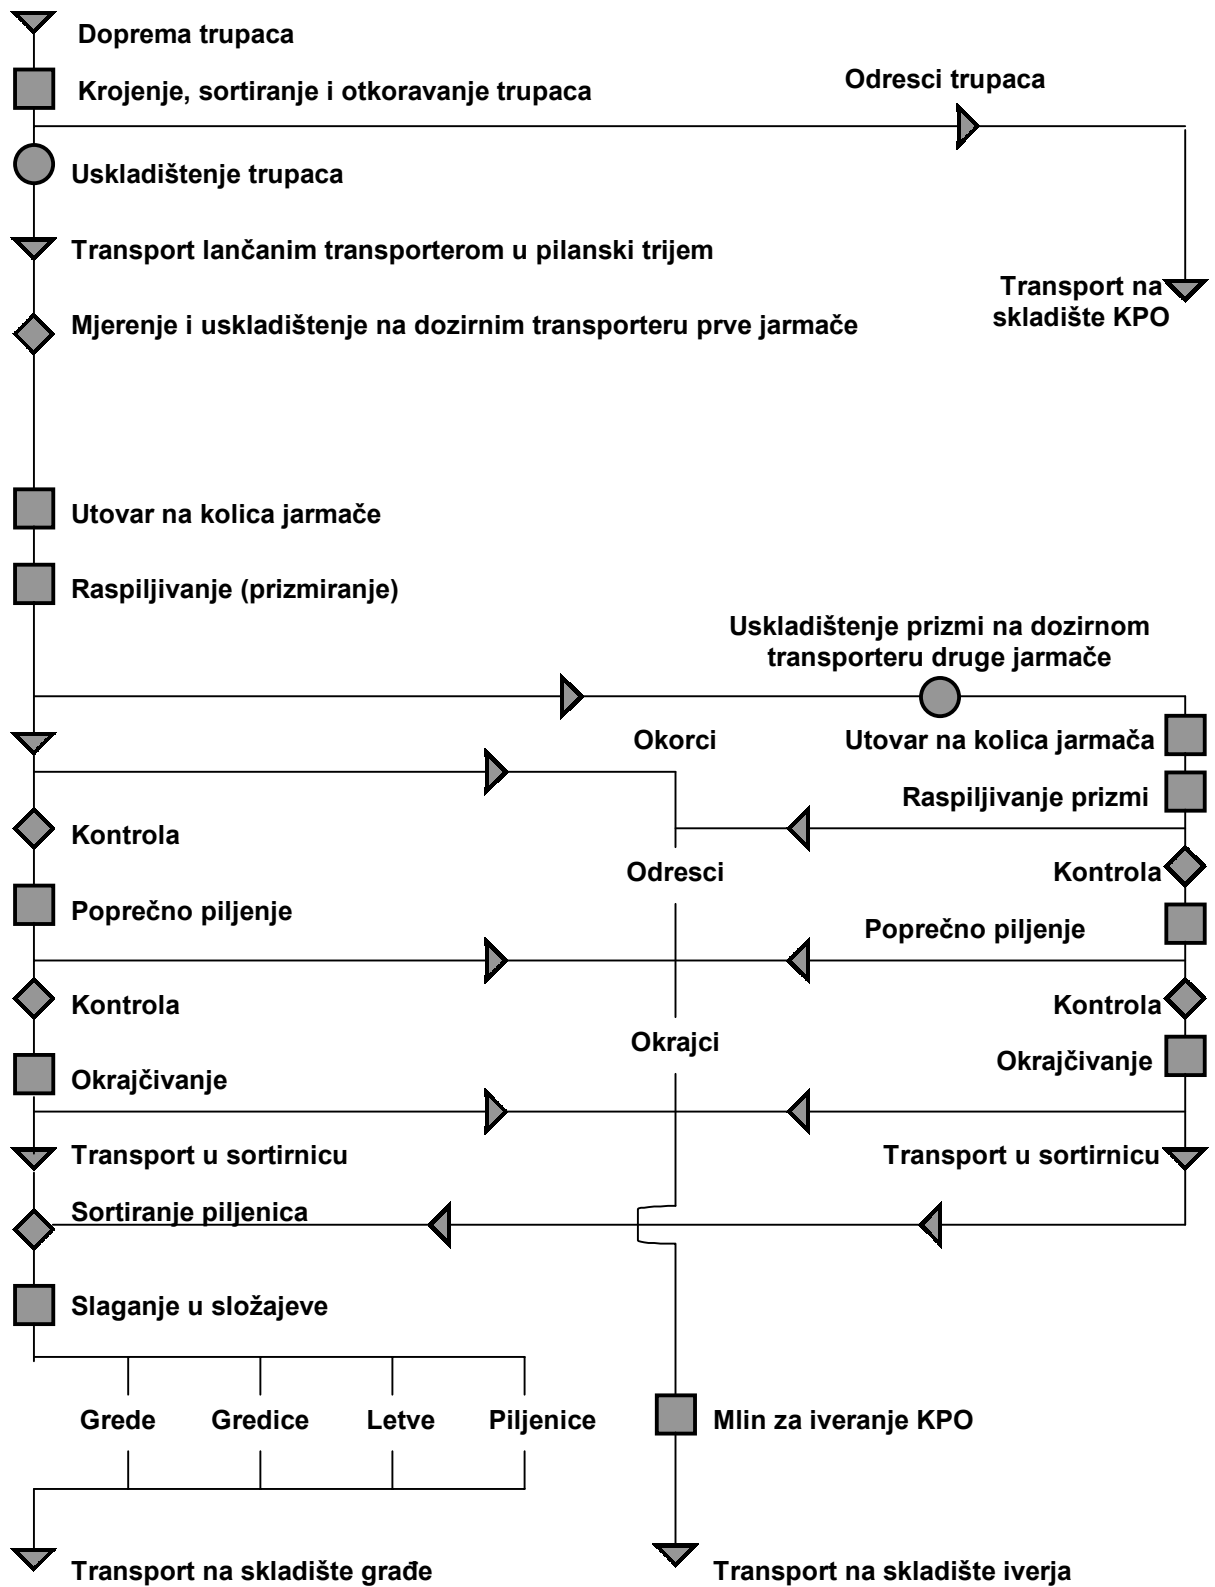 Doprema trupaca
Odresci trupaca
Krojenje, sortiranje i otkoravanje trupaca
Uskladištenje trupaca
Transport lančanim transporterom u pilanski trijem
Transport na
skladište KPO
Mjerenje i uskladištenje na dozirnim transporteru prve jarmače
Utovar na kolica jarmače
Raspiljivanje (prizmiranje)
Uskladištenje prizmi na dozirnom
transporteru druge jarmače
Okorci
Utovar na kolica jarmača
Raspiljivanje prizmi
Kontrola
Odresci
Kontrola
Poprečno piljenje
Poprečno piljenje
Kontrola
Kontrola
Okrajci
Okrajčivanje
Okrajčivanje
Transport u sortirnicu
Transport u sortirnicu
Sortiranje piljenica
Slaganje u složajeve
Grede
Gredice
Letve
Piljenice
Mlin za iveranje KPO
Transport na skladište građe
Transport na skladište iverja